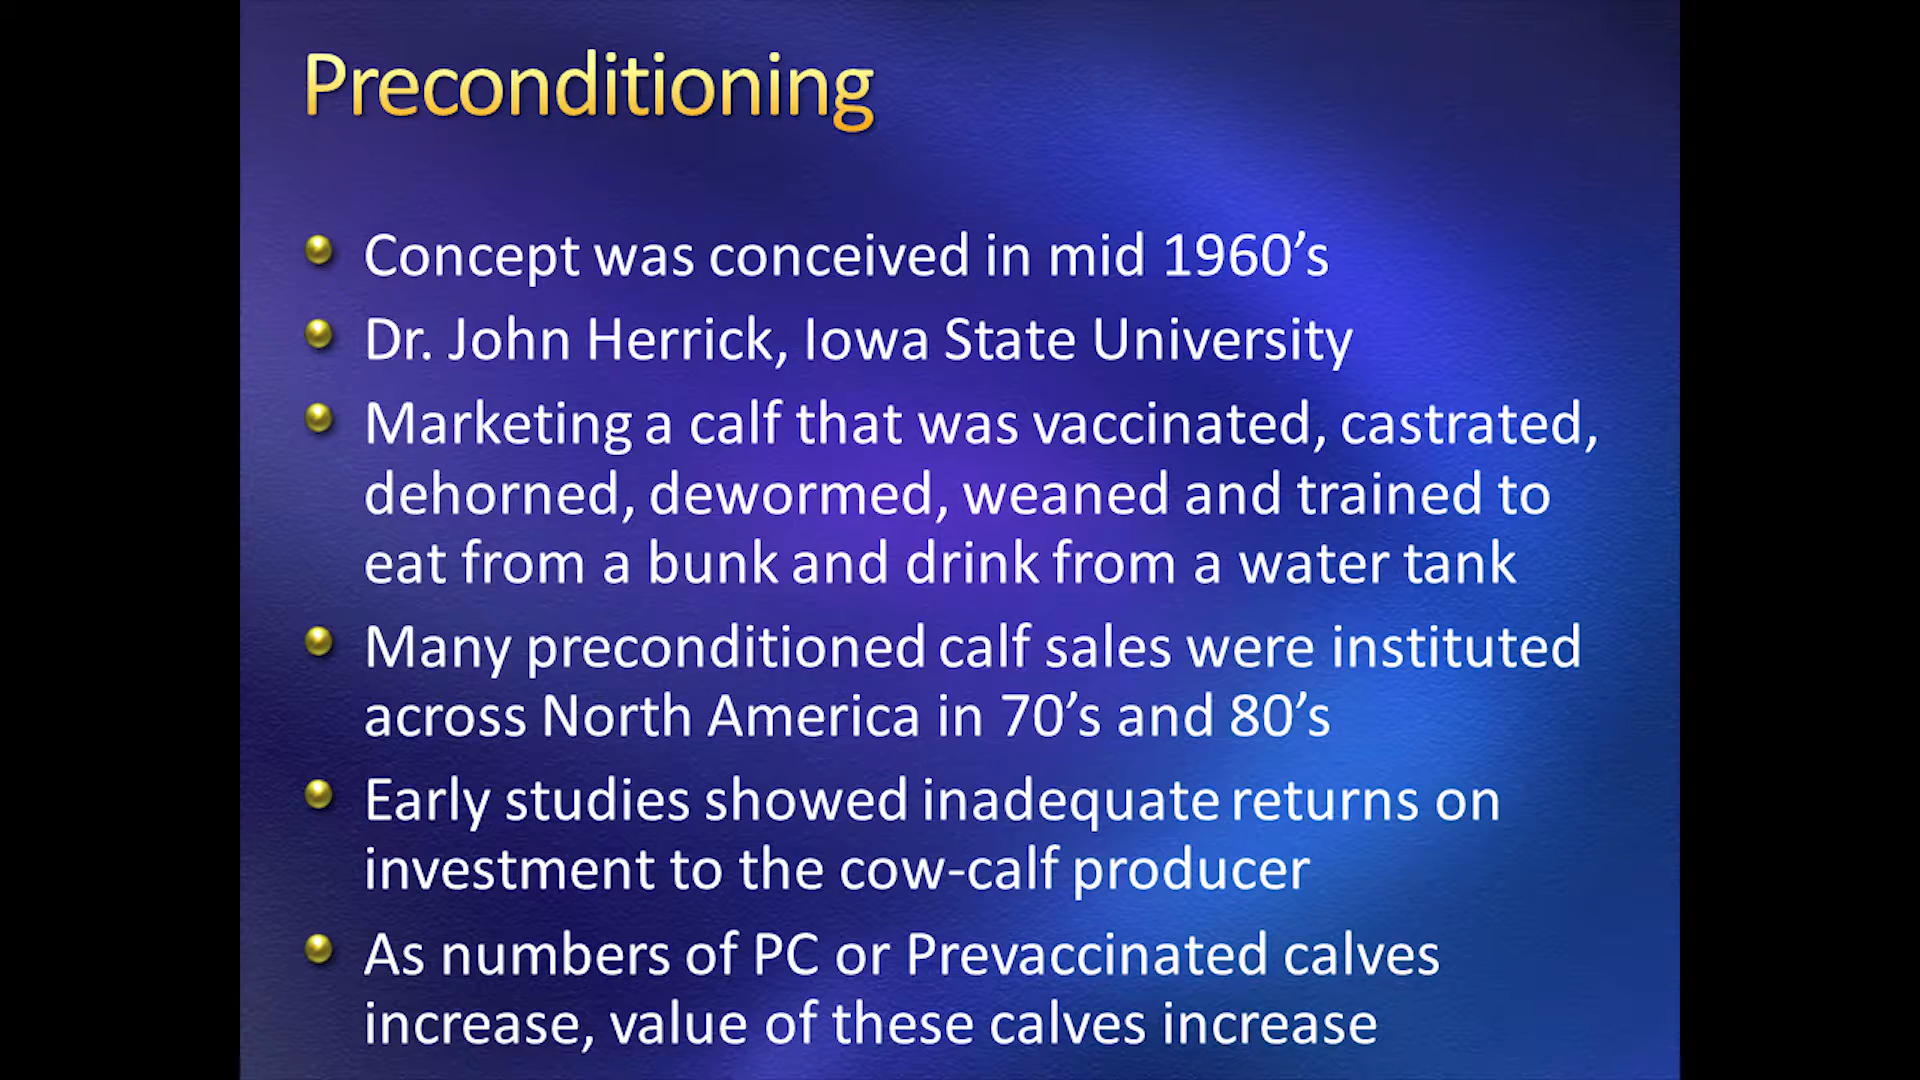 Preconditioning
Concept was conceived in mid 1960’s
Dr. John Herrick, Iowa State University
Marketing a calf that was vaccinated, castrated,
dehorned, dewormed, weaned and trained to
eat from a bunk and drink from a water tank
Many preconditioned calf sales were instituted
across North America in 70’s and 80’s
Early studies showed inadequate returns on
investment to the cow-calf producer
As numbers of PC or Prevaccinated calves
increase, value of these calves increase